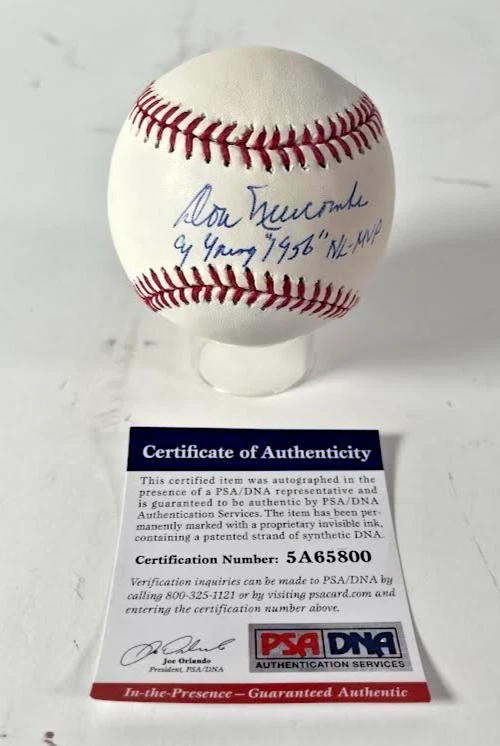 Don Newcombe
Cy Young "1956" NL-MVP
Certificate of Authenticity
This certified item was autographed in the
presence of a PSA/DNA representative and
is guaranteed to be authentic by PSA/DNA
Authentication Services. The item has been per-
manently marked with a proprietary invisible ink,
containing a patented strand of synthetic DNA.
Certification Number: 5A65800
Verification inquiries can be made to PSA/DNA by
calling 800-325-1121 or by visiting psacard.com and
entering the certification number above.
Joe Orlando
President, PSA/DNA
PSA DNA
AUTHENTICATION SERVICES
In-the-Presence – Guaranteed Authentic